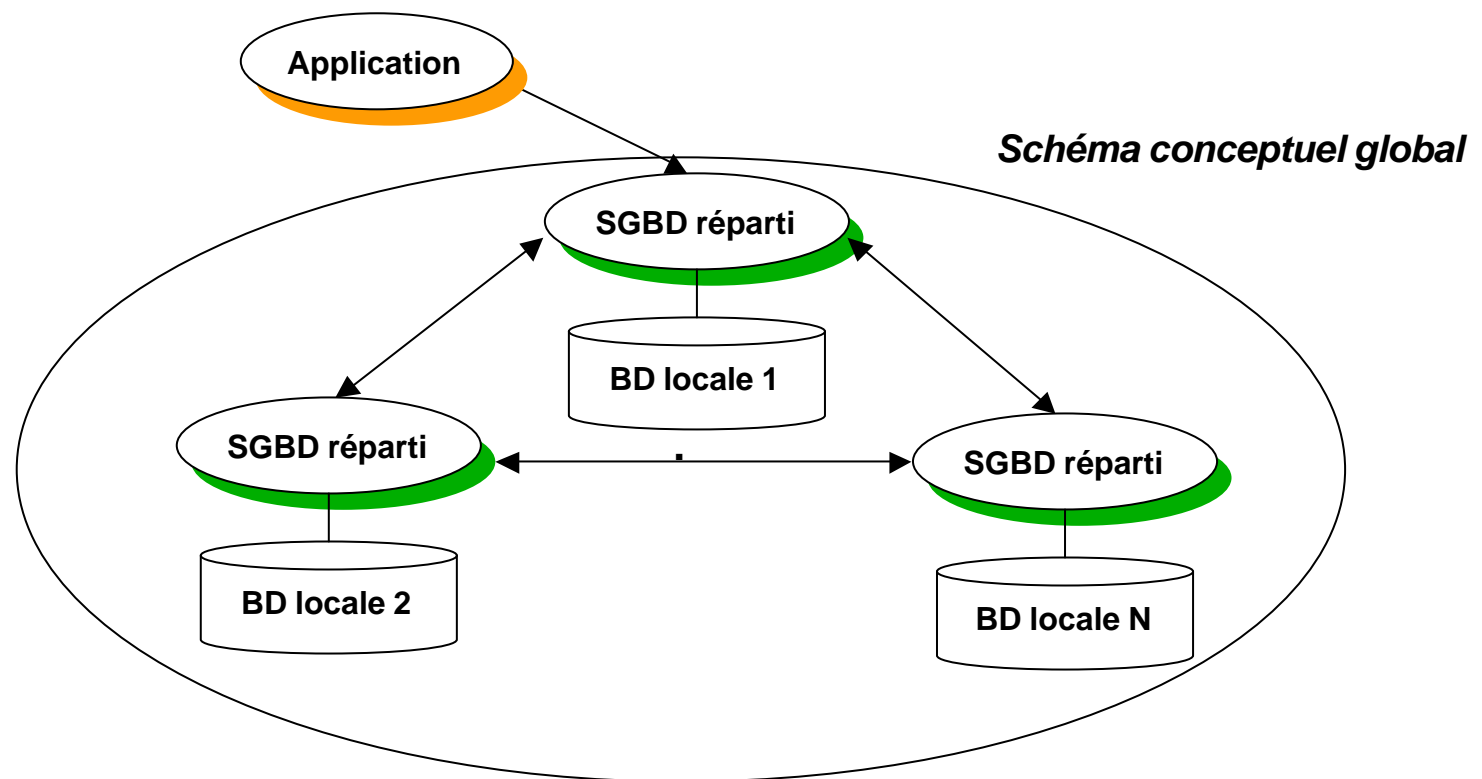 Application
Schéma conceptuel global
SGBD réparti
BD locale 1
SGBD réparti
.
SGBD réparti
BD locale 2
BD locale N